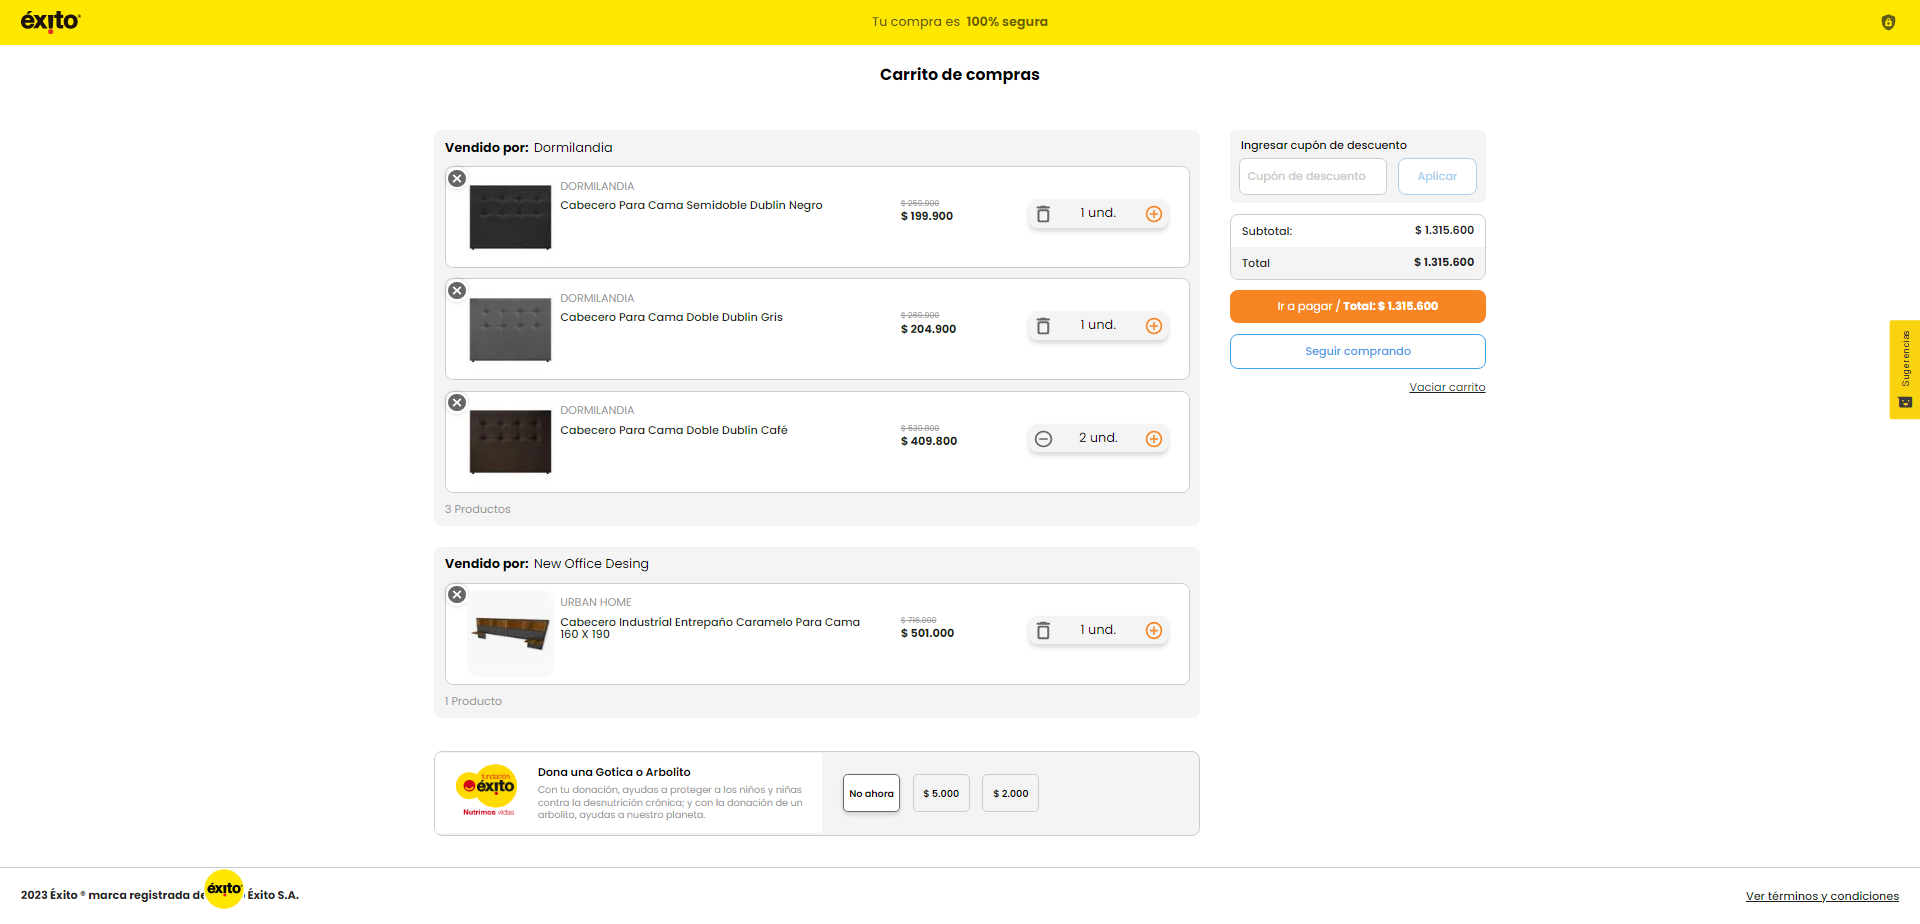 éxito
Tu compra es 100% segura
Carrito de compras
Vendido por: Dormilandia
DORMILANDIA
Cabecero Para Cama Semidoble Dublin Negro
$ 259.900
$ 199.900
1 und.
DORMILANDIA
Cabecero Para Cama Doble Dublin Gris
$ 269.900
$ 204.900
1 und.
DORMILANDIA
Cabecero Para Cama Doble Dublin Café
$ 539.800
$ 409.800
2 und.
3 Productos
Vendido por: New Office Desing
URBAN HOME
Cabecero Industrial Entrepaño Caramelo Para Cama
160 X 190
$ 716.000
$ 501.000
1 und.
1 Producto
fundación
éxito
Nutrimos vidas
Dona una Gotica o Arbolito
Con tu donación, ayudas a proteger a los niños y niñas
contra la desnutrición crónica; y con la donación de un
arbolito, ayudas a nuestro planeta.
No ahora
$ 5.000
$ 2.000
Ingresar cupón de descuento
Cupón de descuento
Aplicar
Subtotal: $ 1.315.600
Total $ 1.315.600
Ir a pagar / Total: $ 1.315.600
Seguir comprando
Vaciar carrito
Sugerencias
2023 Éxito ® marca registrada de éxito Éxito S.A.
Ver términos y condiciones